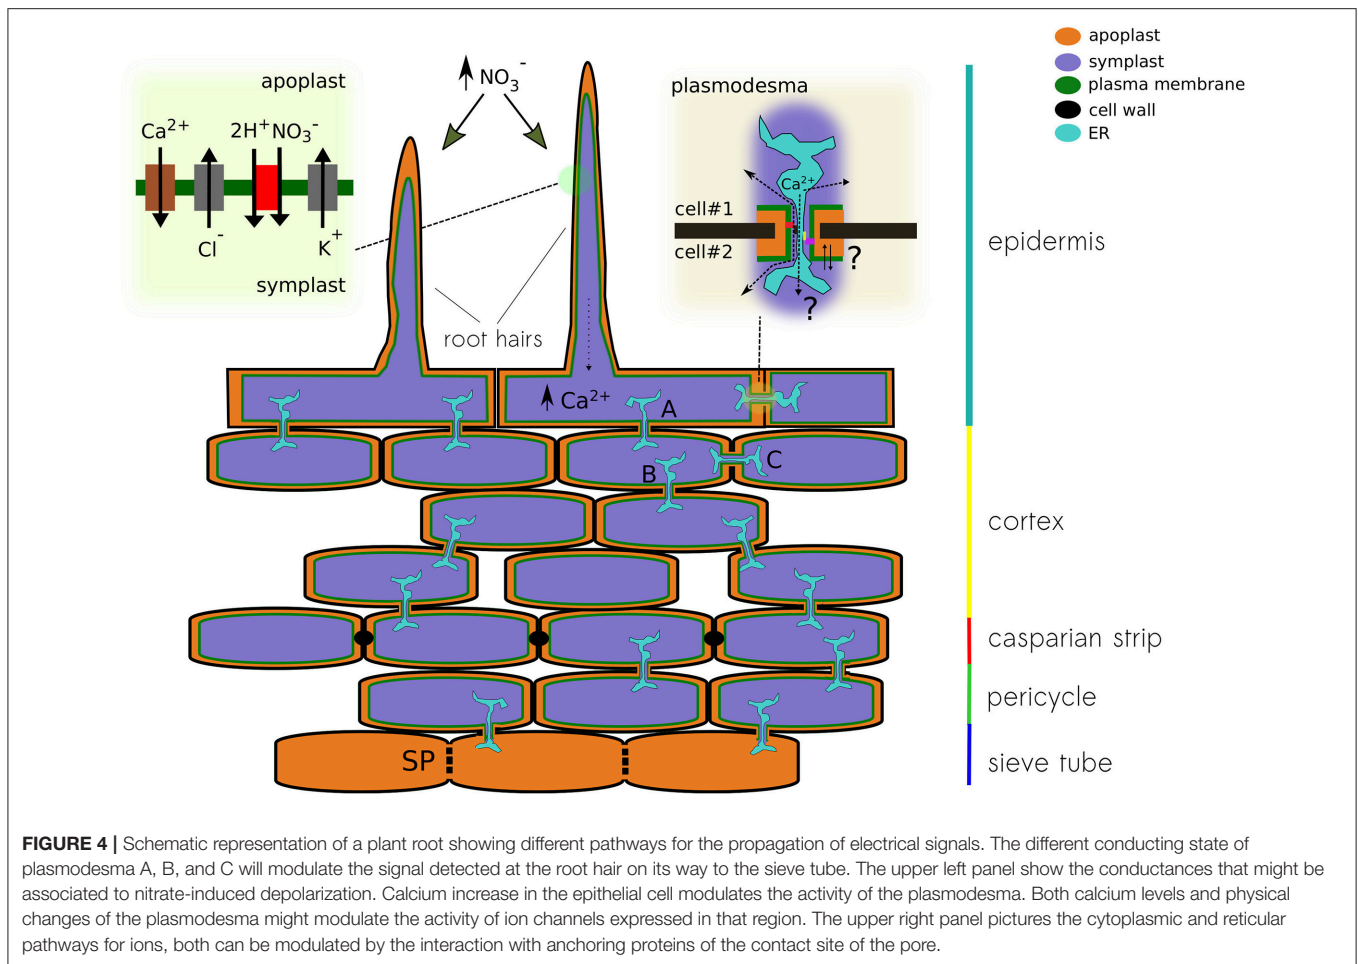 apoplast
symplast
plasma membrane
cell wall
ER
apoplast
Ca²⁺
2H⁺ NO₃⁻
Cl⁻
K⁺
symplast
NO₃⁻
root hairs
plasmodesma
Ca²⁺
cell#1
cell#2
?
?
Ca²⁺
A
B
C
SP
epidermis
cortex
casparian strip
pericycle
sieve tube
FIGURE 4 | Schematic representation of a plant root showing different pathways for the propagation of electrical signals. The different conducting state of
plasmodesma A, B, and C will modulate the signal detected at the root hair on its way to the sieve tube. The upper left panel show the conductances that might be
associated to nitrate-induced depolarization. Calcium increase in the epithelial cell modulates the activity of the plasmodesma. Both calcium levels and physical
changes of the plasmodesma might modulate the activity of ion channels expressed in that region. The upper right panel pictures the cytoplasmic and reticular
pathways for ions, both can be modulated by the interaction with anchoring proteins of the contact site of the pore.